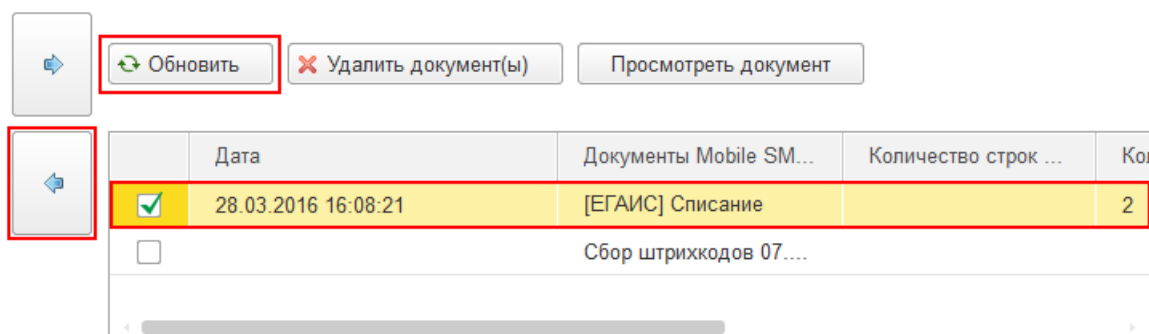 Обновить Удалить документ(ы) Просмотреть документ
Дата Документы Mobile SM... Количество строк ... Кол
28.03.2016 16:08:21 [ЕГАИС] Списание 2
Сбор штрихкодов 07....